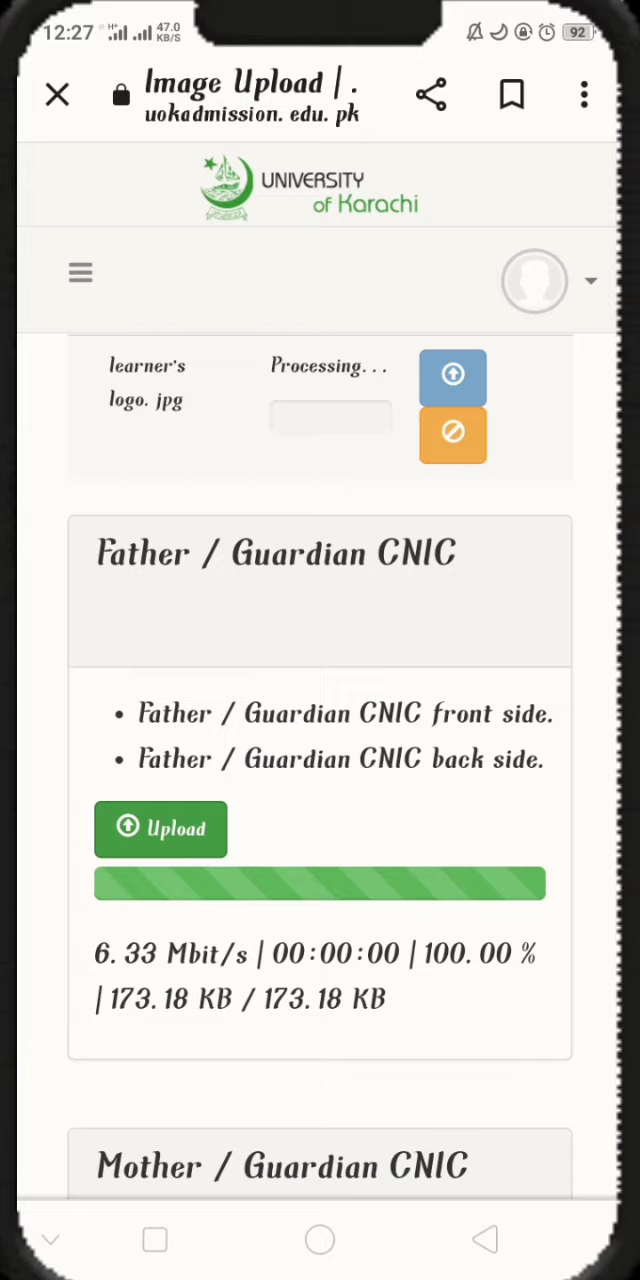 12:27 H+ 47.0 KB/S 92
Image Upload | .
uokadmission. edu. pk
UNIVERSITY
of Karachi
learner's Processing. . .
logo. jpg
Father / Guardian CNIC
• Father / Guardian CNIC front side.
• Father / Guardian CNIC back side.
Upload
6. 33 Mbit/s | 00:00:00 | 100. 00 %
| 173. 18 KB / 173. 18 KB
Mother / Guardian CNIC